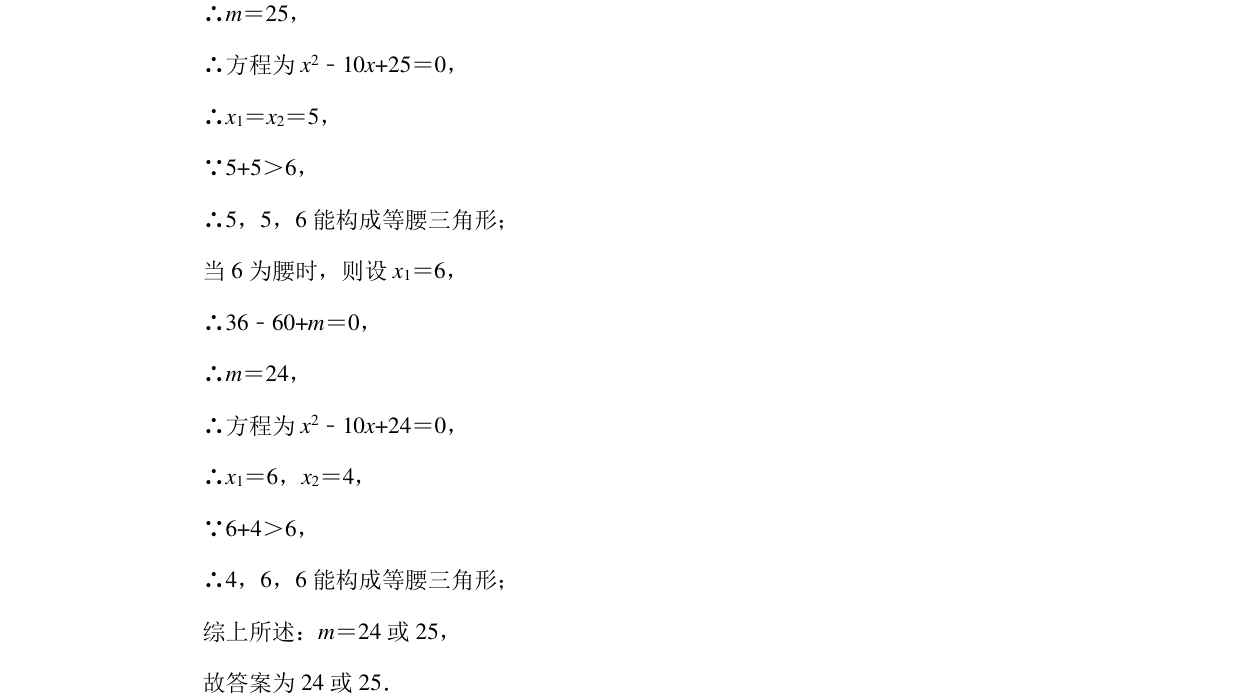 ∴m＝25，
∴方程为 x²﹣10x+25＝0，
∴x₁＝x₂＝5，
∵5+5＞6，
∴5，5，6 能构成等腰三角形；
当 6 为腰时，则设 x₁＝6，
∴36﹣60+m＝0，
∴m＝24，
∴方程为 x²﹣10x+24＝0，
∴x₁＝6，x₂＝4，
∵6+4＞6，
∴4，6，6 能构成等腰三角形；
综上所述：m＝24 或 25，
故答案为 24 或 25．